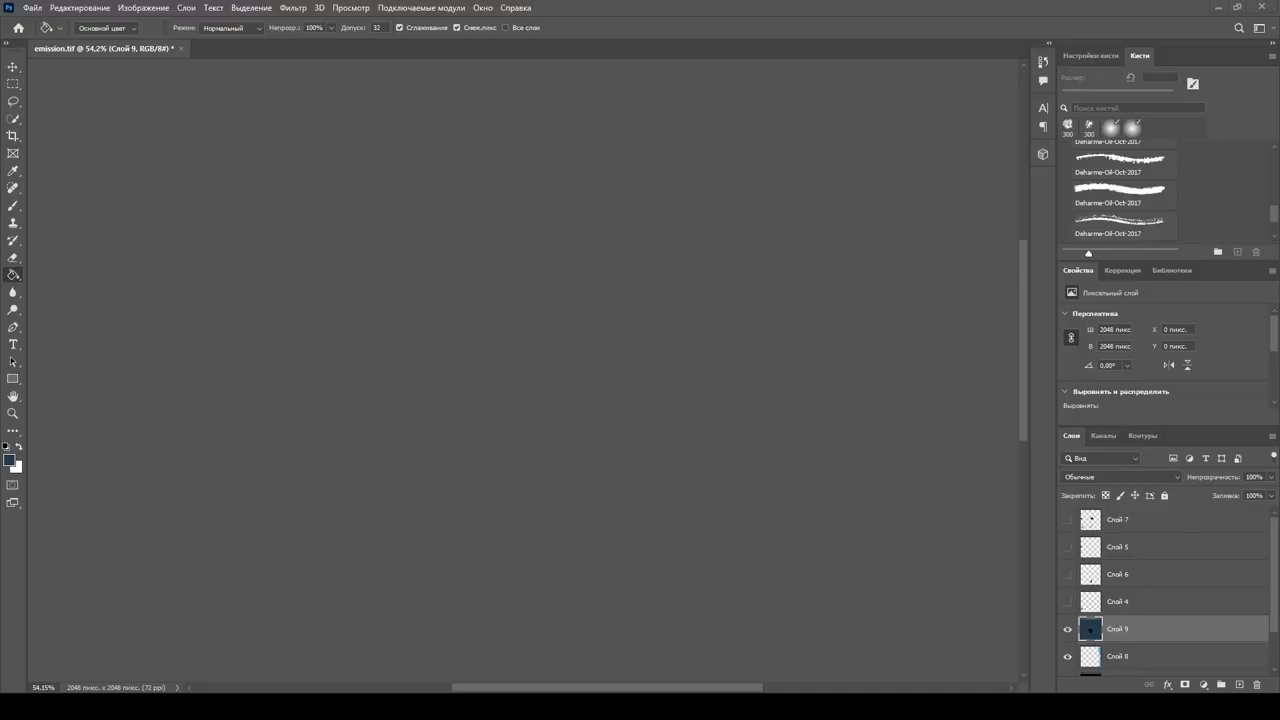 Ps Файл Редактирование Изображение Слои Текст Выделение Фильтр 3D Просмотр Подключаемые модули Окно Справка
Основной цвет Режим: Нормальный Непрозр.: 100% Допуск: 32 Сглаживание Смеж.пикс Все слои
emission.tif @ 54,2% (Слой 9, RGB/8#) *
Настройки кисти Кисти
Размер:
Поиск кистей
300 300
Deharme-Oil-Oct-2017
Deharme-Oil-Oct-2017
Deharme-Oil-Oct-2017
Deharme-Oil-Oct-2017
Свойства Коррекция Библиотеки
Пиксельный слой
Перспектива
Ш 2048 пикс X 0 пикс.
В 2048 пикс Y 0 пикс.
0,00°
Выровнять и распределить
Выровнять:
Слои Каналы Контуры
Вид
Обычные Непрозрачность: 100%
Закрепить: Заливка: 100%
Слой 7
Слой 5
Слой 6
Слой 4
Слой 9
Слой 8
54,15% 2048 пикс. x 2048 пикс. (72 ppi)